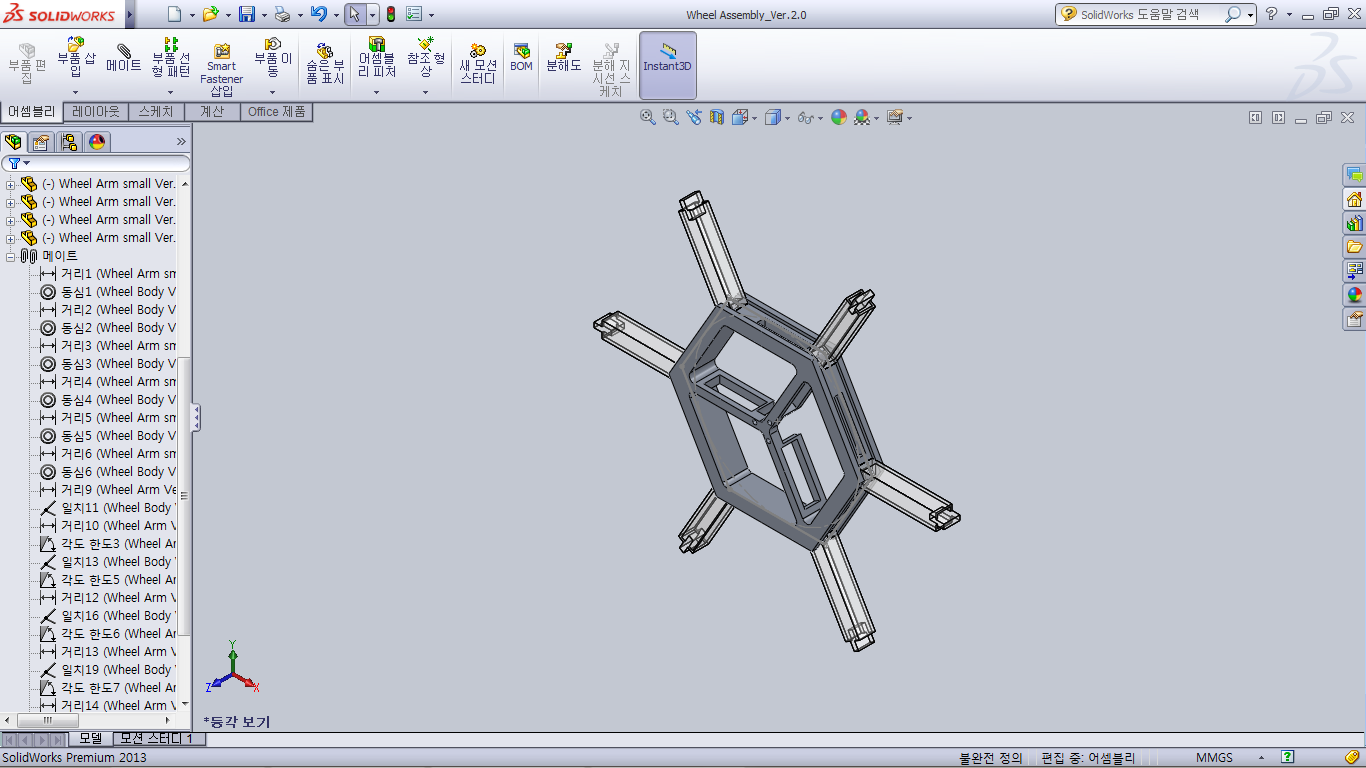 SOLIDWORKS
Wheel Assembly_Ver.2.0
SolidWorks 도움말 검색
부품 편집
부품 삽입
메이트
부품 선형 패턴
Smart Fastener 삽입
부품 이동
숨은 부품 표시
어셈블리 피처
참조 형상
새 모션 스터디
BOM
분해도
분해 지시선 스케치
Instant3D
어셈블리 레이아웃 스케치 계산 Office 제품
(-) Wheel Arm small Ver.
(-) Wheel Arm small Ver.
(-) Wheel Arm small Ver.
(-) Wheel Arm small Ver.
메이트
거리1 (Wheel Arm sm
동심1 (Wheel Body V
거리2 (Wheel Arm sm
동심2 (Wheel Body V
거리3 (Wheel Arm sm
동심3 (Wheel Body V
거리4 (Wheel Arm sm
동심4 (Wheel Body V
거리5 (Wheel Arm sm
동심5 (Wheel Body V
거리6 (Wheel Arm sm
동심6 (Wheel Body V
거리9 (Wheel Arm Ve
일치11 (Wheel Body
거리10 (Wheel Arm V
각도 한도3 (Wheel Ar
일치13 (Wheel Body
각도 한도5 (Wheel Ar
거리12 (Wheel Arm V
일치16 (Wheel Body
각도 한도6 (Wheel Ar
거리13 (Wheel Arm V
일치19 (Wheel Body
각도 한도7 (Wheel Ar
거리14 (Wheel Arm V
Y
Z
X
*등각 보기
모델 모션 스터디 1
SolidWorks Premium 2013
불완전 정의 편집 중: 어셈블리 MMGS